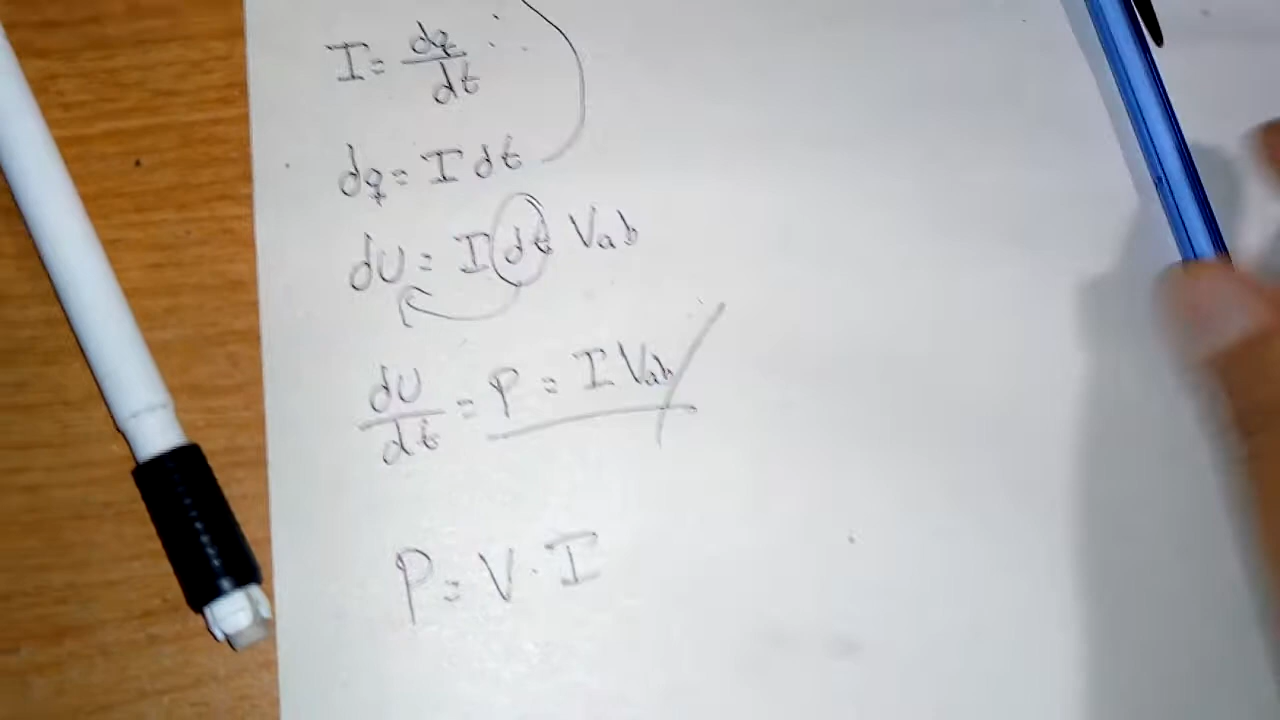 I = dq/dt ∴
dq = I dt
dU = I dt Vab
dU/dt = P = I Vab
P = V · I